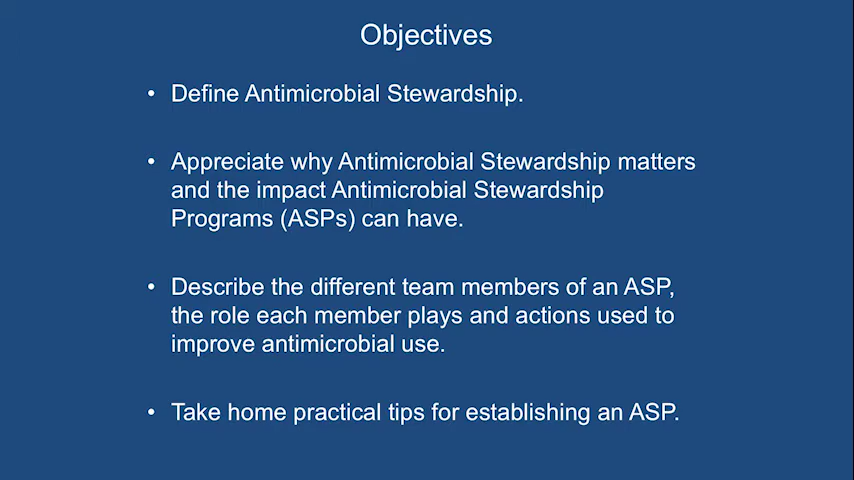 Objectives
• Define Antimicrobial Stewardship.
• Appreciate why Antimicrobial Stewardship matters
and the impact Antimicrobial Stewardship
Programs (ASPs) can have.
• Describe the different team members of an ASP,
the role each member plays and actions used to
improve antimicrobial use.
• Take home practical tips for establishing an ASP.